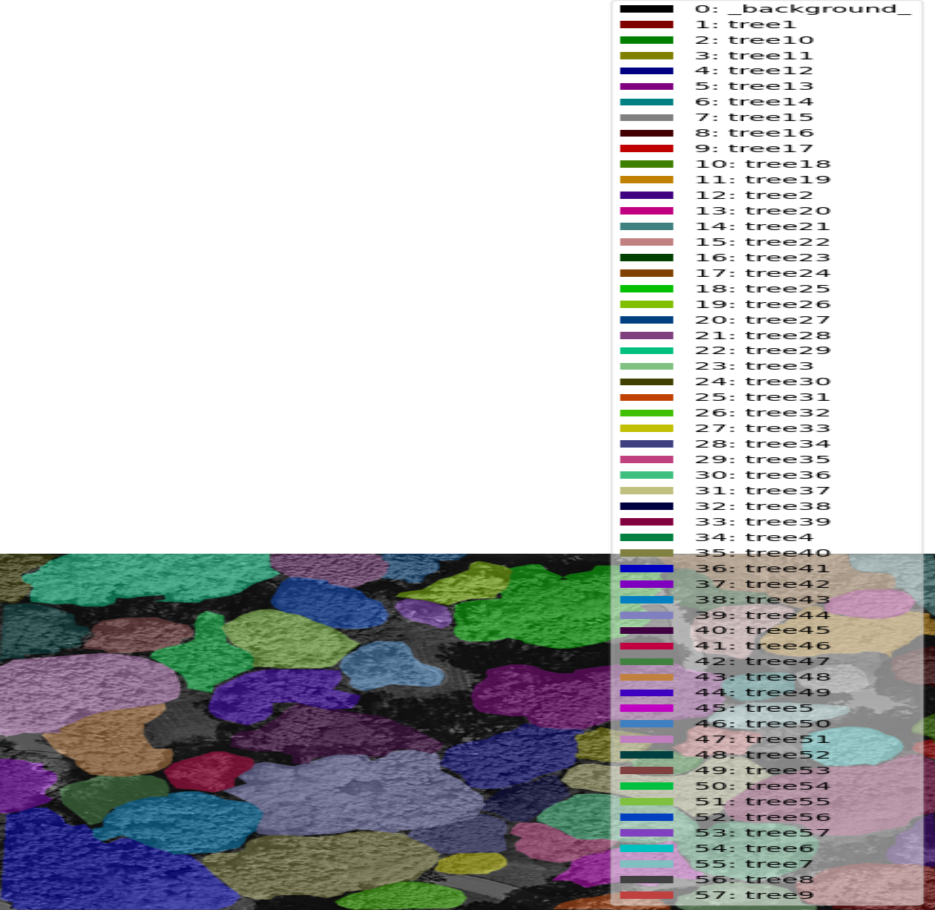 0: _background_
1: tree1
2: tree10
3: tree11
4: tree12
5: tree13
6: tree14
7: tree15
8: tree16
9: tree17
10: tree18
11: tree19
12: tree2
13: tree20
14: tree21
15: tree22
16: tree23
17: tree24
18: tree25
19: tree26
20: tree27
21: tree28
22: tree29
23: tree3
24: tree30
25: tree31
26: tree32
27: tree33
28: tree34
29: tree35
30: tree36
31: tree37
32: tree38
33: tree39
34: tree4
35: tree40
36: tree41
37: tree42
38: tree43
39: tree44
40: tree45
41: tree46
42: tree47
43: tree48
44: tree49
45: tree5
46: tree50
47: tree51
48: tree52
49: tree53
50: tree54
51: tree55
52: tree56
53: tree57
54: tree6
55: tree7
56: tree8
57: tree9